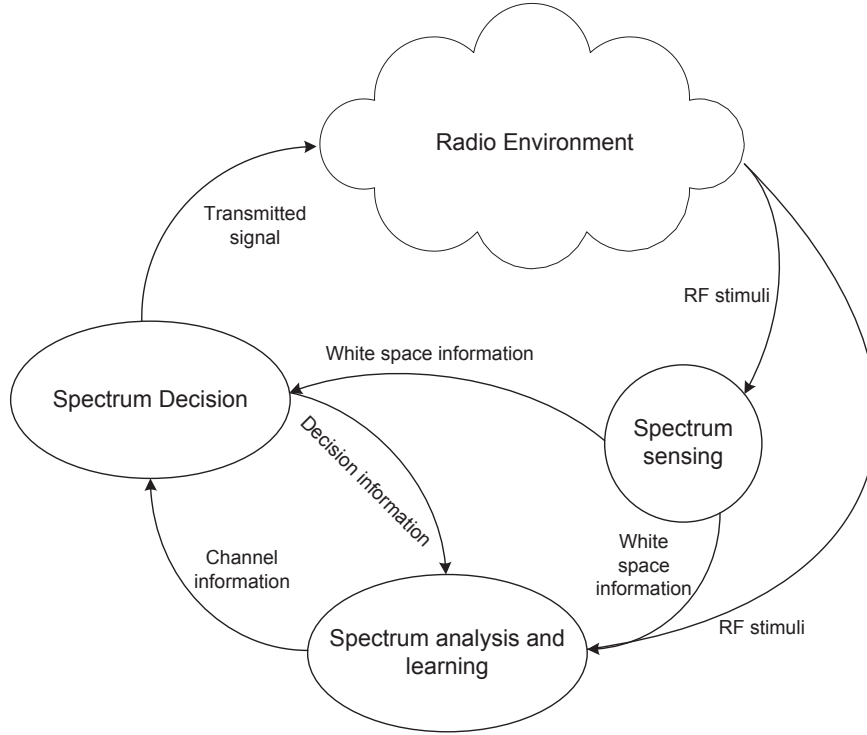 Radio Environment
Transmitted
signal
RF stimuli
White space information
Spectrum Decision
Spectrum
sensing
Decision information
Channel
information
White
space
information
Spectrum analysis and
learning
RF stimuli